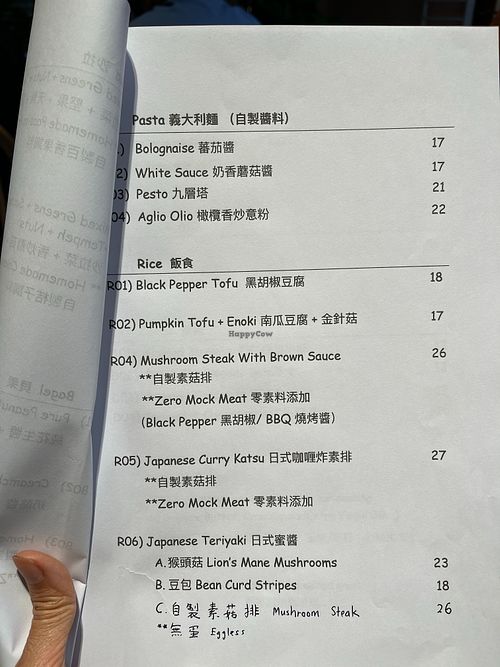 Pasta 義大利麵 （自製醬料）
) Bolognaise 蕃茄醬 17
2) White Sauce 奶香蘑菇醬 17
03) Pesto 九層塔 21
04) Aglio Olio 橄欖香炒意粉 22
Rice 飯食
R01) Black Pepper Tofu 黑胡椒豆腐 18
R02) Pumpkin Tofu + Enoki 南瓜豆腐 + 金針菇 17
HappyCow
R04) Mushroom Steak With Brown Sauce 26
**自製素菇排
**Zero Mock Meat 零素料添加
(Black Pepper 黑胡椒/ BBQ 燒烤醬)
R05) Japanese Curry Katsu 日式咖喱炸素排 27
**自製素菇排
**Zero Mock Meat 零素料添加
R06) Japanese Teriyaki 日式蜜醬
A. 猴頭菇 Lion's Mane Mushrooms 23
B. 豆包 Bean Curd Stripes 18
C. 自製素菇排 Mushroom Steak 26
**無蛋 Eggless